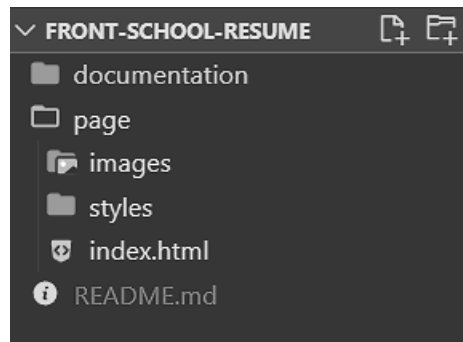 FRONT-SCHOOL-RESUME
documentation
page
images
styles
index.html
README.md